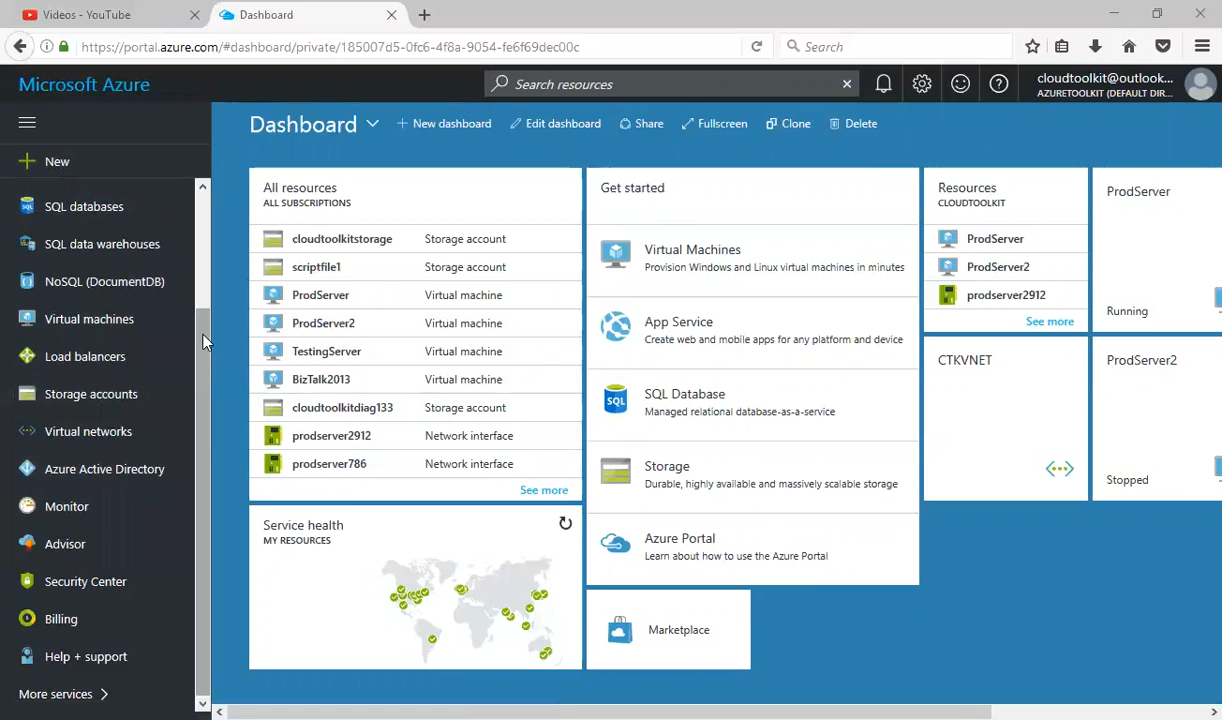 Videos - YouTube
Dashboard
https://portal.azure.com/#dashboard/private/185007d5-0fc6-4f8a-9054-fe6f69dec00c
Search
Microsoft Azure
Search resources
cloudtoolkit@outlook...
AZURETOOLKIT (DEFAULT DIR...
New
SQL databases
SQL data warehouses
NoSQL (DocumentDB)
Virtual machines
Load balancers
Storage accounts
Virtual networks
Azure Active Directory
Monitor
Advisor
Security Center
Billing
Help + support
More services
Dashboard
New dashboard
Edit dashboard
Share
Fullscreen
Clone
Delete
All resources
ALL SUBSCRIPTIONS
cloudtoolkitstorage Storage account
scriptfile1 Storage account
ProdServer Virtual machine
ProdServer2 Virtual machine
TestingServer Virtual machine
BizTalk2013 Virtual machine
cloudtoolkitdiag133 Storage account
prodserver2912 Network interface
prodserver786 Network interface
See more
Service health
MY RESOURCES
Get started
Virtual Machines
Provision Windows and Linux virtual machines in minutes
App Service
Create web and mobile apps for any platform and device
SQL
SQL Database
Managed relational database-as-a-service
Storage
Durable, highly available and massively scalable storage
Azure Portal
Learn about how to use the Azure Portal
Marketplace
Resources
CLOUDTOOLKIT
ProdServer
ProdServer2
prodserver2912
See more
CTKVNET
ProdServer
Running
ProdServer2
Stopped